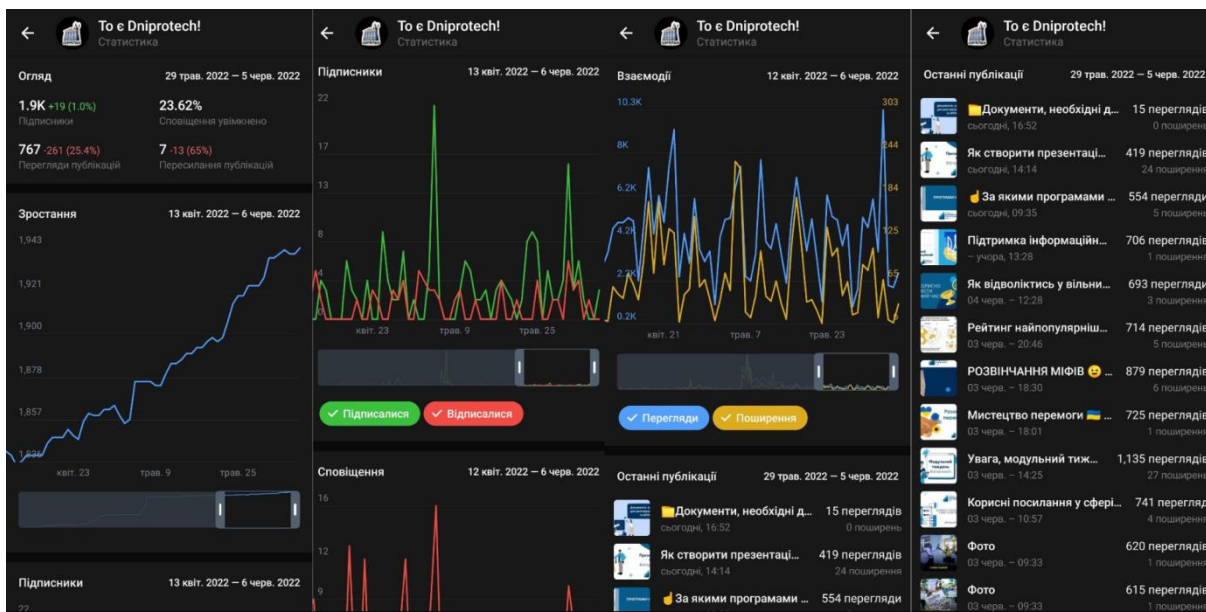 То є Dniprotech!
Статистика
Огляд
29 трав. 2022 — 5 черв. 2022
1.9K +19 (1.0%)
Підписники
23.62%
Сповіщення увімкнено
767 -261 (25.4%)
Перегляди публікацій
7 -13 (65%)
Пересилання публікацій
Зростання
13 квіт. 2022 — 6 черв. 2022
1,943
1,921
1,900
1,878
1,857
1,836
квіт. 23
трав. 9
трав. 25
Підписники
13 квіт. 2022 — 6 черв. 2022
22
То є Dniprotech!
Статистика
Підписники
13 квіт. 2022 — 6 черв. 2022
22
17
13
8
4
0
квіт. 23
трав. 9
трав. 25
Підписалися
Відписалися
Сповіщення
12 квіт. 2022 — 6 черв. 2022
16
12
9
То є Dniprotech!
Статистика
Взаємодії
12 квіт. 2022 — 6 черв. 2022
10.3K
303
8K
244
6.2K
184
4.2K
125
2.2K
65
0.2K
квіт. 21
трав. 7
трав. 23
Перегляди
Поширення
Останні публікації
29 трав. 2022 — 5 черв. 2022
Документи, необхідні д...
15 переглядів
сьогодні, 16:52
0 поширень
Як створити презентаці...
419 переглядів
сьогодні, 14:14
24 поширення
За якими програмами ...
554 перегляди
То є Dniprotech!
Статистика
Останні публікації
29 трав. 2022 — 5 черв. 2022
Документи, необхідні д...
15 переглядів
сьогодні, 16:52
0 поширень
Як створити презентаці...
419 переглядів
сьогодні, 14:14
24 поширення
☝За якими програмами ...
554 перегляди
сьогодні, 09:35
5 поширень
Підтримка інформаційн...
706 переглядів
– учора, 13:28
1 поширення
Як відволіктись у вільни...
693 перегляди
04 черв. – 12:28
3 поширення
Рейтинг найпопулярніш...
714 переглядів
03 черв. – 20:46
5 поширень
РОЗВІНЧАННЯ МІФІВ 😦 ...
879 переглядів
03 черв. – 18:30
6 поширень
Мистецтво перемоги 🇺🇦 ...
725 переглядів
03 черв. – 18:01
1 поширення
Увага, модульний тиж...
1,135 переглядів
03 черв. – 14:25
27 поширень
Корисні посилання у сфері...
741 перегляд
03 черв. – 10:57
4 поширення
Фото
620 переглядів
03 черв. – 09:33
1 поширення
Фото
615 переглядів
03 черв. – 09:33
1 поширення